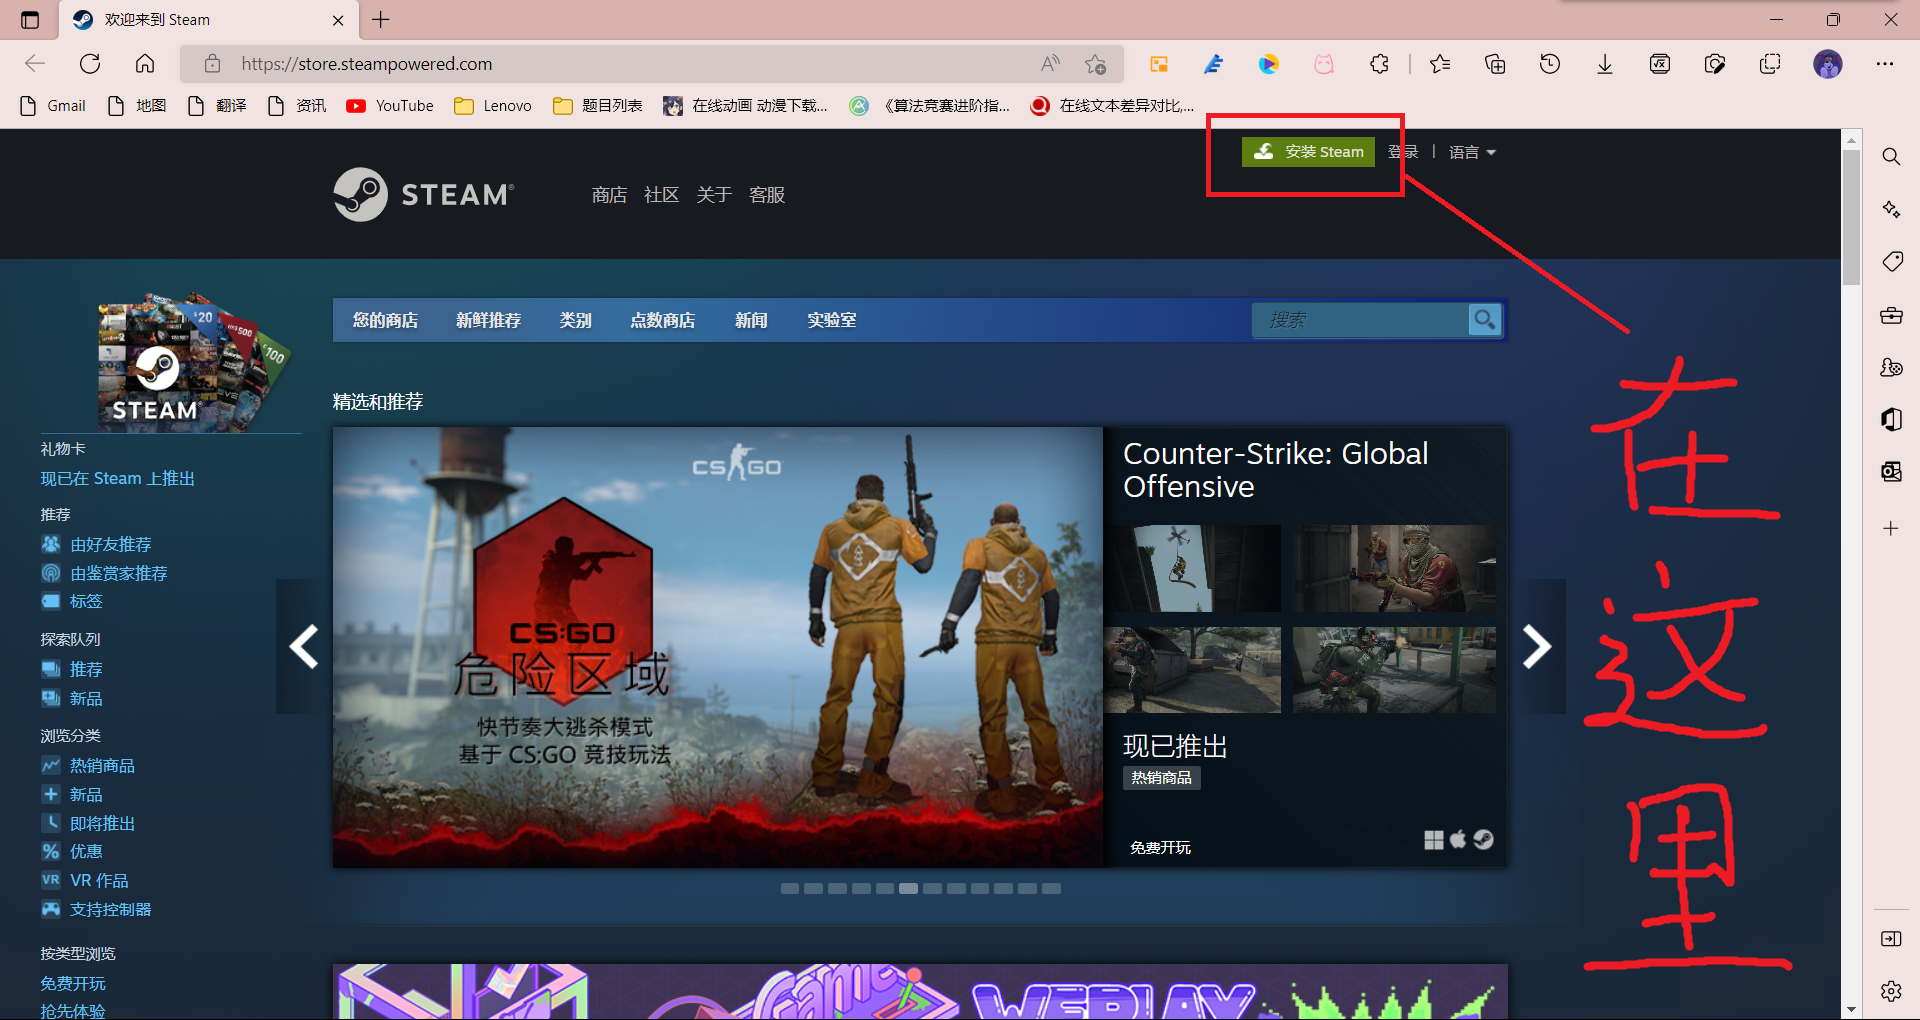 欢迎来到 Steam
https://store.steampowered.com
Gmail 地图 翻译 资讯 YouTube Lenovo 题目列表 在线动画 动漫下载... 《算法竞赛进阶指... 在线文本差异对比,...
安装 Steam 登录 | 语言
STEAM®
商店 社区 关于 客服
您的商店 新鲜推荐 类别 点数商店 新闻 实验室
搜索
在这里
20
HK$500
100
STEAM®
礼物卡
现已在 Steam 上推出
推荐
由好友推荐
由鉴赏家推荐
标签
探索队列
推荐
新品
浏览分类
热销商品
新品
即将推出
% 优惠
VR VR 作品
支持控制器
按类型浏览
免费开玩
抢先体验
精选和推荐
CS GO
CS:GO
危险区域
快节奏大逃杀模式
基于 CS:GO 竞技玩法
Counter-Strike: Global
Offensive
现已推出
热销商品
免费开玩
Game
WEPLAY